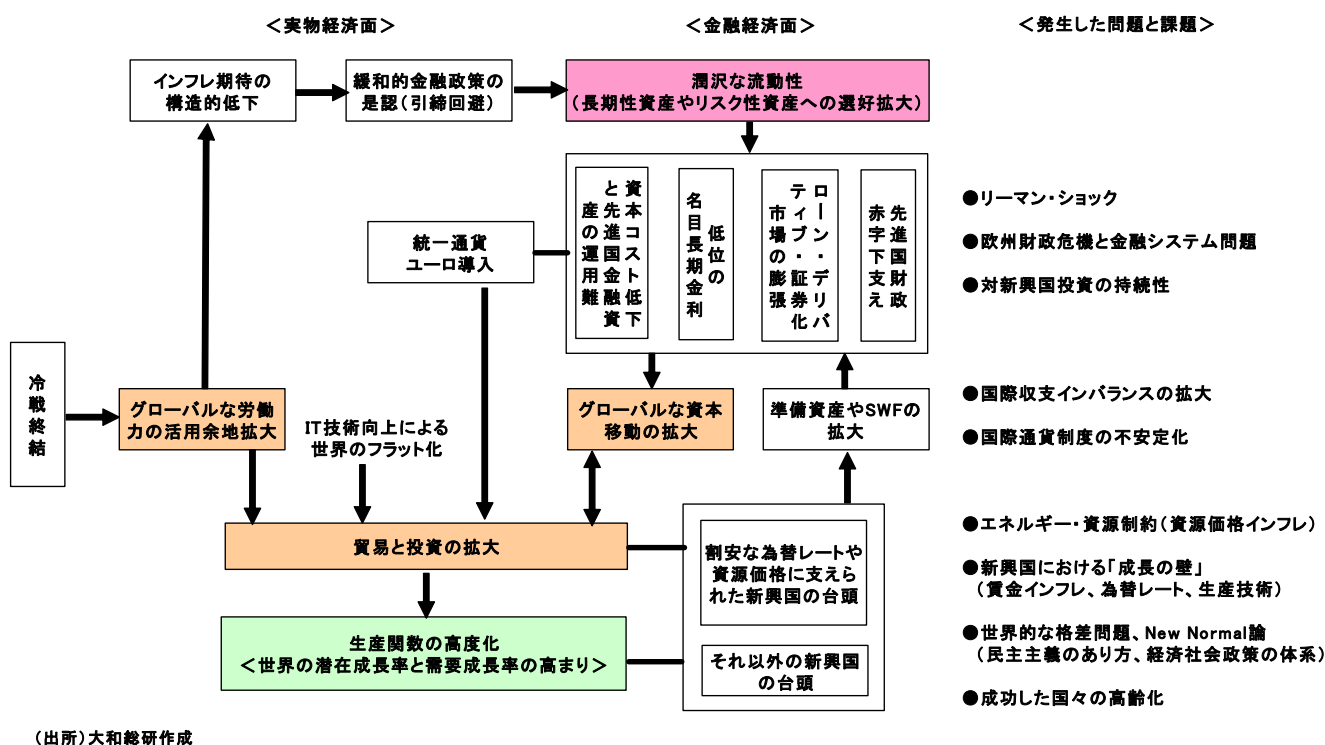 ＜実物経済面＞
＜金融経済面＞
＜発生した問題と課題＞
インフレ期待の
構造的低下
緩和的金融政策の
是認（引締回避）
潤沢な流動性
（長期性資産やリスク性資産への選好拡大）
資本コスト低下
と先進国金融資
産の運用難
低位の
名目長期金利
ローン・デリバ
ティブ・証券化
市場の膨張
先進国財政
赤字下支え
統一通貨
ユーロ導入
冷戦終結
グローバルな労働
力の活用余地拡大
IT技術向上による
世界のフラット化
グローバルな資本
移動の拡大
準備資産やSWFの
拡大
貿易と投資の拡大
割安な為替レートや
資源価格に支えら
れた新興国の台頭
生産関数の高度化
＜世界の潜在成長率と需要成長率の高まり＞
それ以外の新興国
の台頭
●リーマン・ショック
●欧州財政危機と金融システム問題
●対新興国投資の持続性
●国際収支インバランスの拡大
●国際通貨制度の不安定化
●エネルギー・資源制約（資源価格インフレ）
●新興国における「成長の壁」
（賃金インフレ、為替レート、生産技術）
●世界的な格差問題、New Normal論
（民主主義のあり方、経済社会政策の体系）
●成功した国々の高齢化
（出所）大和総研作成